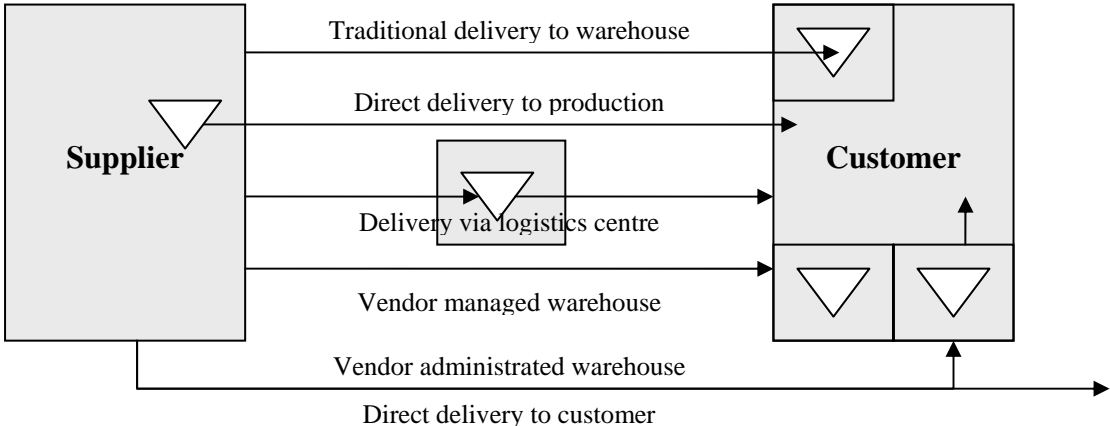 Traditional delivery to warehouse
Direct delivery to production
Supplier
Customer
Delivery via logistics centre
Vendor managed warehouse
Vendor administrated warehouse
Direct delivery to customer